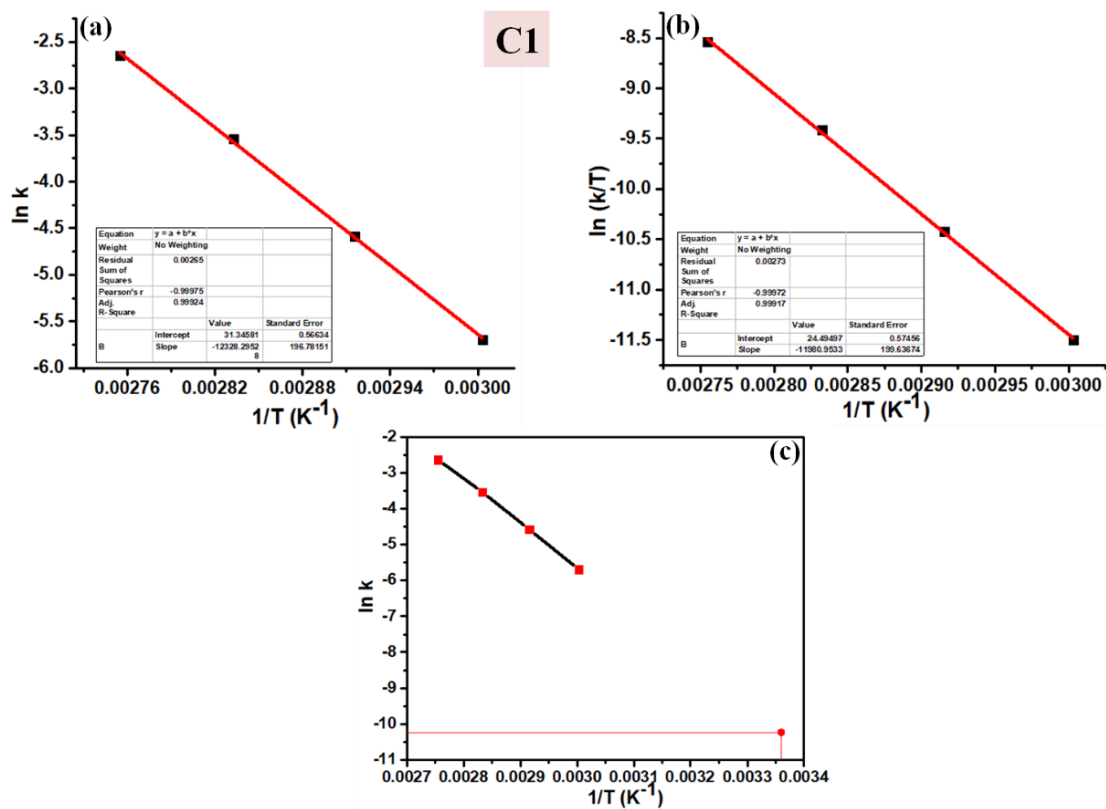 (a)
C1
(b)
-2.5
-3.0
-3.5
-4.0
-4.5
-5.0
-5.5
-6.0
ln k
Equation y = a + b*x
Weight No Weighting
Residual Sum of Squares 0.00265
Pearson's r -0.99975
Adj. R-Square 0.99924
Value Standard Error
B Intercept 31.34581 0.56634
Slope -12328.2952
8
196.78151
0.00276 0.00282 0.00288 0.00294 0.00300
1/T (K-1)
-8.5
-9.0
-9.5
-10.0
-10.5
-11.0
-11.5
ln (k/T)
Equation y = a + b*x
Weight No Weighting
Residual Sum of Squares 0.00273
Pearson's r -0.99972
Adj. R-Square 0.99917
Value Standard Error
B Intercept 24.49497 0.57456
Slope -11980.9533 199.63674
0.00275 0.00280 0.00285 0.00290 0.00295 0.00300
1/T (K-1)
(c)
-2
-3
-4
-5
-6
-7
-8
-9
-10
-11
ln k
0.0027 0.0028 0.0029 0.0030 0.0031 0.0032 0.0033 0.0034
1/T (K-1)